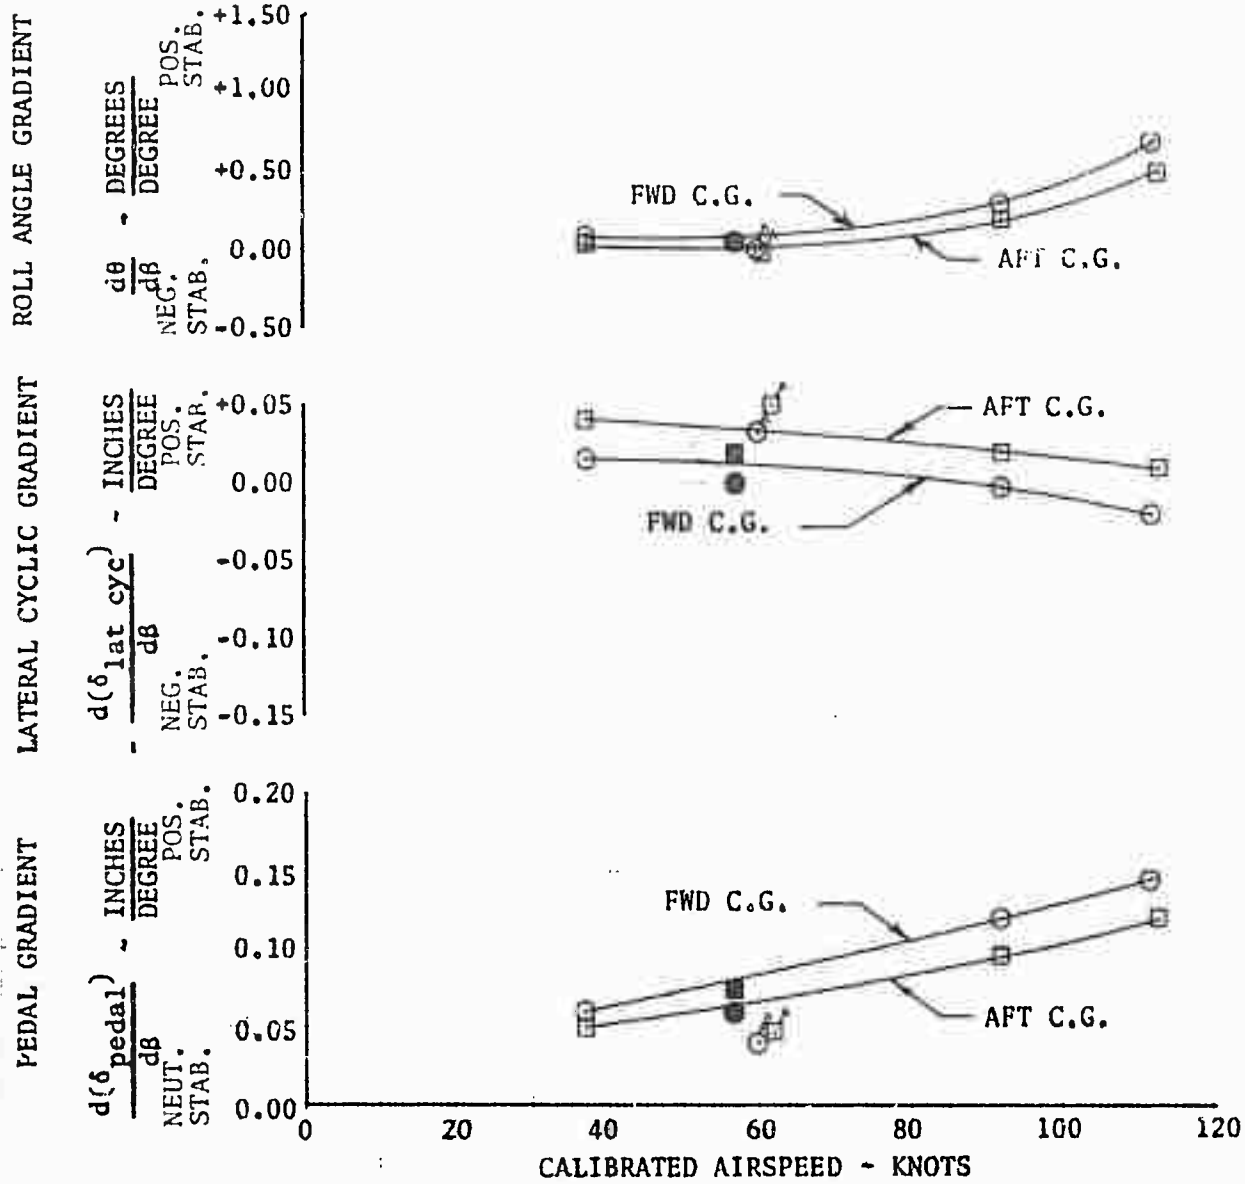 ROLL ANGLE GRADIENT
dθ/dβ ~ DEGREES/DEGREE
POS. STAB.
NEG. STAB.
+1.50
+1.00
+0.50
0.00
-0.50
FWD C.G.
AFT C.G.
LATERAL CYCLIC GRADIENT
- d(δlat cyc)/dβ ~ INCHES/DEGREE
POS. STAB.
NEG. STAB.
+0.05
0.00
-0.05
-0.10
-0.15
AFT C.G.
FWD C.G.
PEDAL GRADIENT
d(δpedal)/dβ ~ INCHES/DEGREE
POS. STAB.
NEUT. STAB.
0.20
0.15
0.10
0.05
0.00
FWD C.G.
AFT C.G.
0 20 40 60 80 100 120
CALIBRATED AIRSPEED - KNOTS